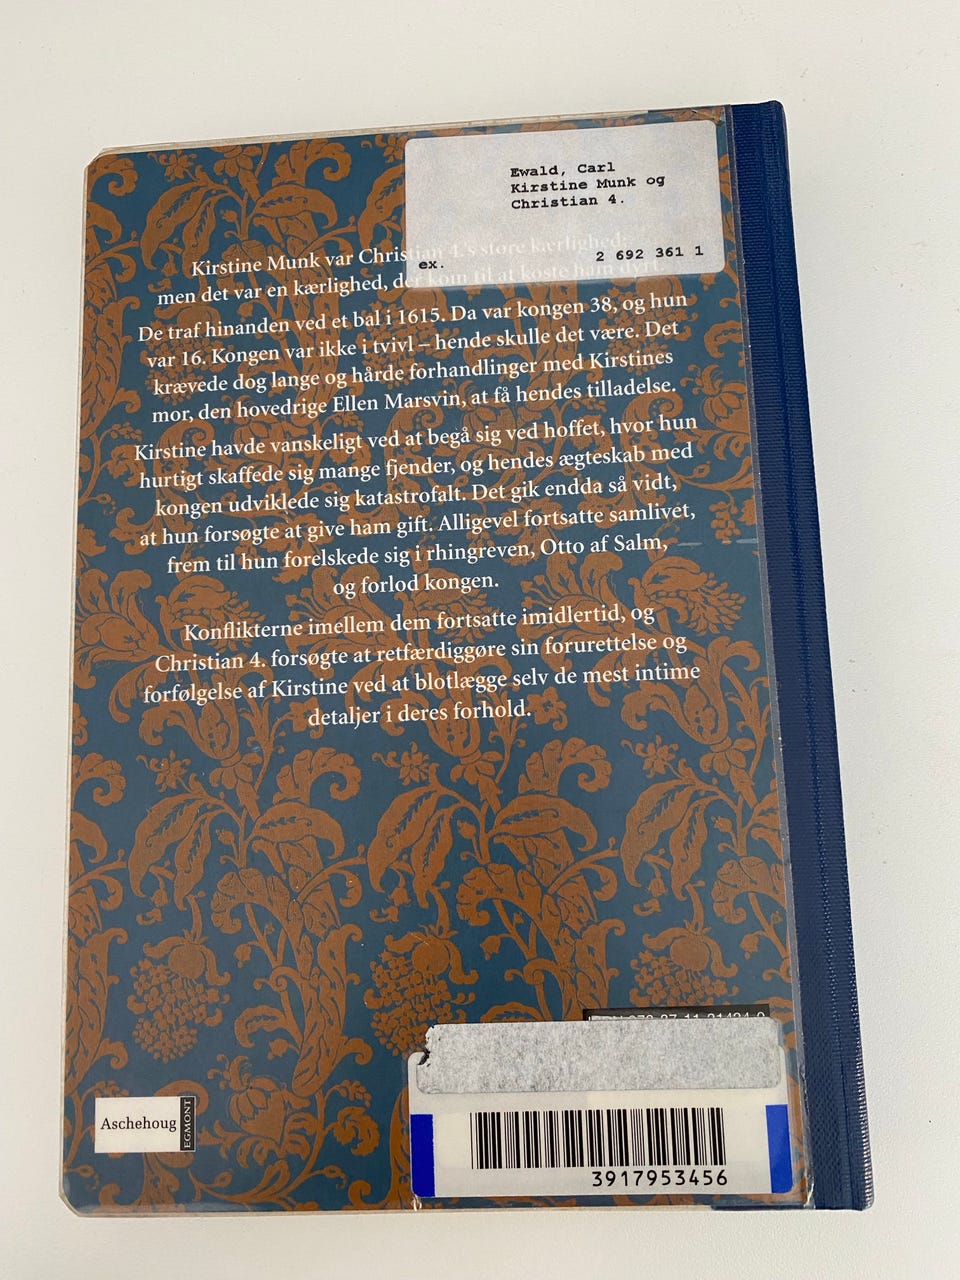 Ewald, Carl
Kirstine Munk og
Christian 4.
ex. 2 692 361 1
Kirstine Munk var Christian 4.'s store kærlighed;
men det var en kærlighed, der kom til at koste ham dyrt.
De traf hinanden ved et bal i 1615. Da var kongen 38, og hun
var 16. Kongen var ikke i tvivl – hende skulle det være. Det
krævede dog lange og hårde forhandlinger med Kirstines
mor, den hovedrige Ellen Marsvin, at få hendes tilladelse.
Kirstine havde vanskeligt ved at begå sig ved hoffet, hvor hun
hurtigt skaffede sig mange fjender, og hendes ægteskab med
kongen udviklede sig katastrofalt. Det gik endda så vidt,
at hun forsøgte at give ham gift. Alligevel fortsatte samlivet,
frem til hun forelskede sig i rhingreven, Otto af Salm,
og forlod kongen.
Konflikterne imellem dem fortsatte imidlertid, og
Christian 4. forsøgte at retfærdiggøre sin forurettelse og
forfølgelse af Kirstine ved at blotlægge selv de mest intime
detaljer i deres forhold.
Aschehoug
EGMONT
3917953456